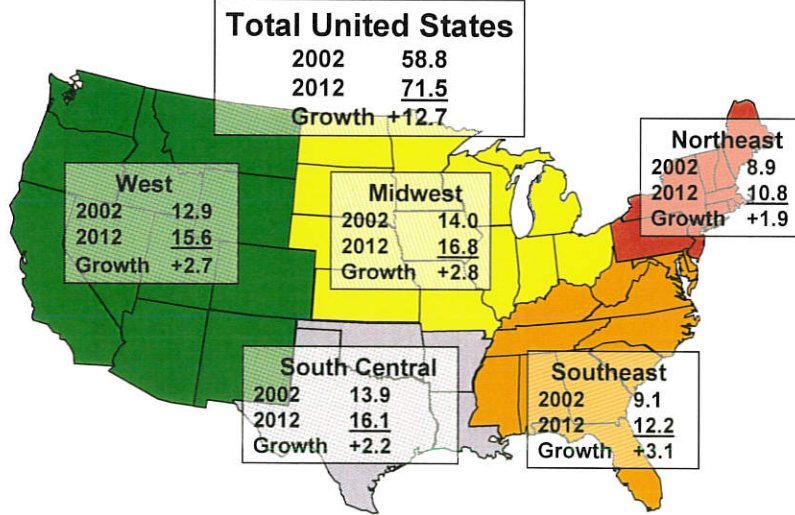 Total United States
2002 58.8
2012 71.5
Growth +12.7
Northeast
2002 8.9
2012 10.8
Growth +1.9
West
2002 12.9
2012 15.6
Growth +2.7
Midwest
2002 14.0
2012 16.8
Growth +2.8
South Central
2002 13.9
2012 16.1
Growth +2.2
Southeast
2002 9.1
2012 12.2
Growth +3.1